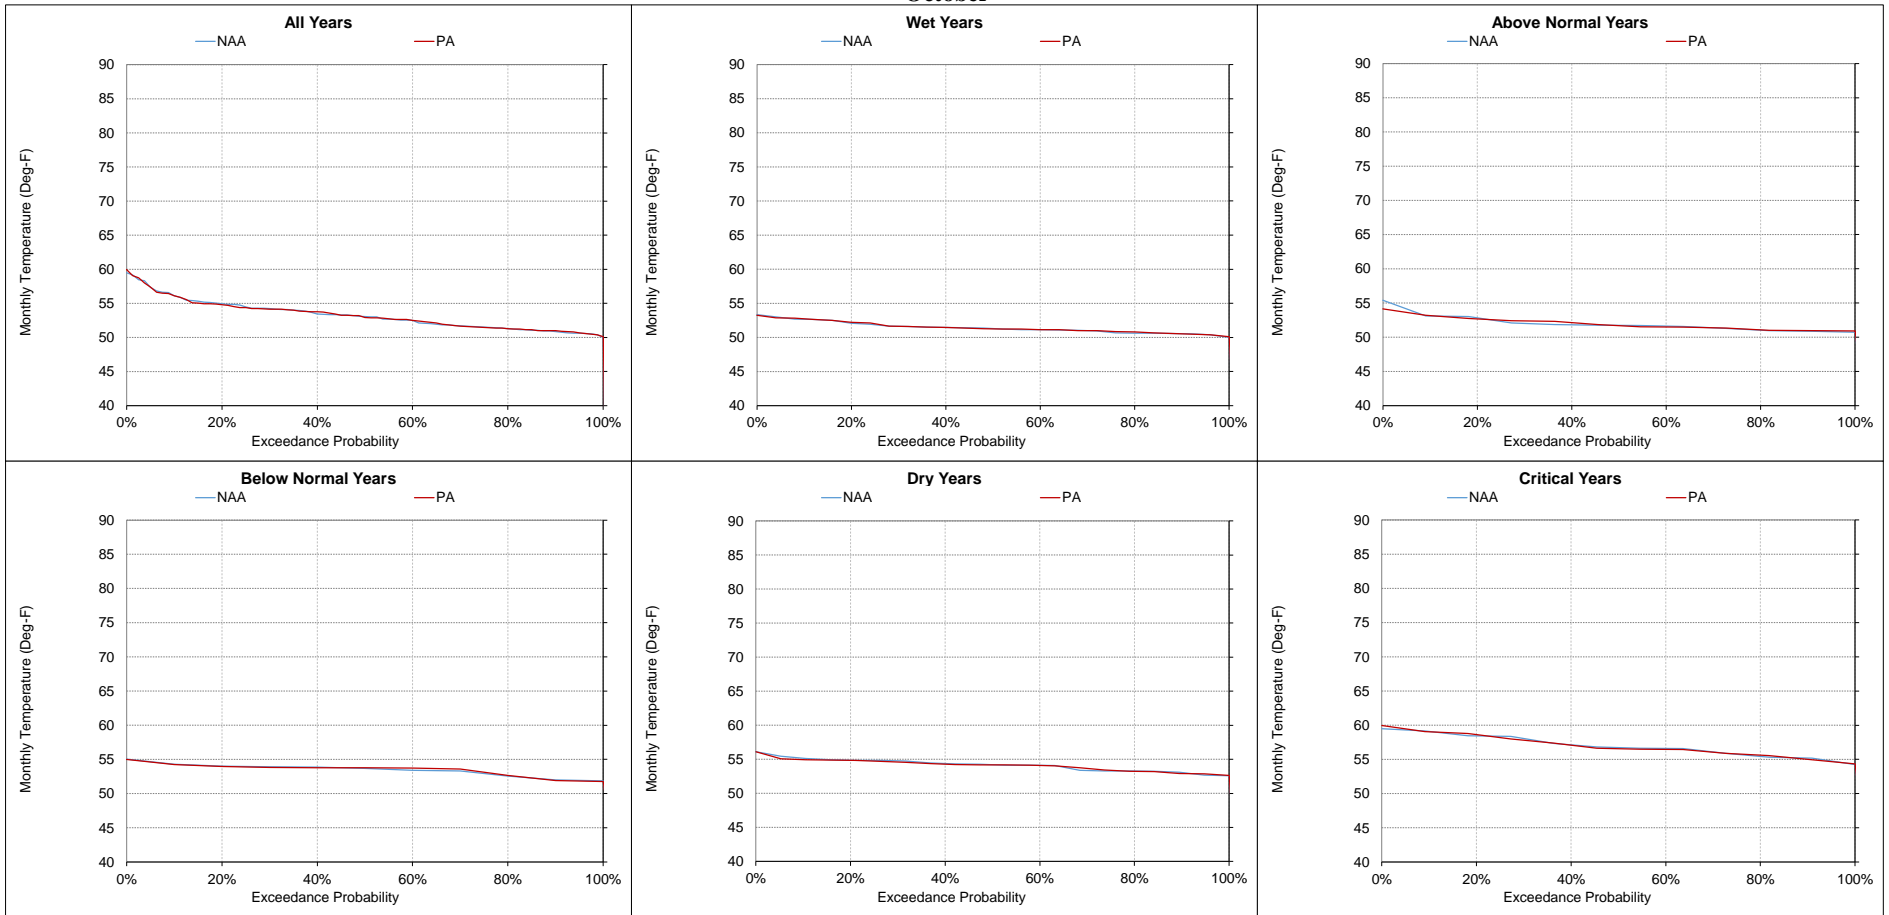 All Years
NAA PA
Monthly Temperature (Deg-F)
90
85
80
75
70
65
60
55
50
45
40
0% 20% 40% 60% 80% 100%
Exceedance Probability
Wet Years
NAA PA
Monthly Temperature (Deg-F)
90
85
80
75
70
65
60
55
50
45
40
0% 20% 40% 60% 80% 100%
Exceedance Probability
Above Normal Years
NAA PA
Monthly Temperature (Deg-F)
90
85
80
75
70
65
60
55
50
45
40
0% 20% 40% 60% 80% 100%
Exceedance Probability
Below Normal Years
NAA PA
Monthly Temperature (Deg-F)
90
85
80
75
70
65
60
55
50
45
40
0% 20% 40% 60% 80% 100%
Exceedance Probability
Dry Years
NAA PA
Monthly Temperature (Deg-F)
90
85
80
75
70
65
60
55
50
45
40
0% 20% 40% 60% 80% 100%
Exceedance Probability
Critical Years
NAA PA
Monthly Temperature (Deg-F)
90
85
80
75
70
65
60
55
50
45
40
0% 20% 40% 60% 80% 100%
Exceedance Probability